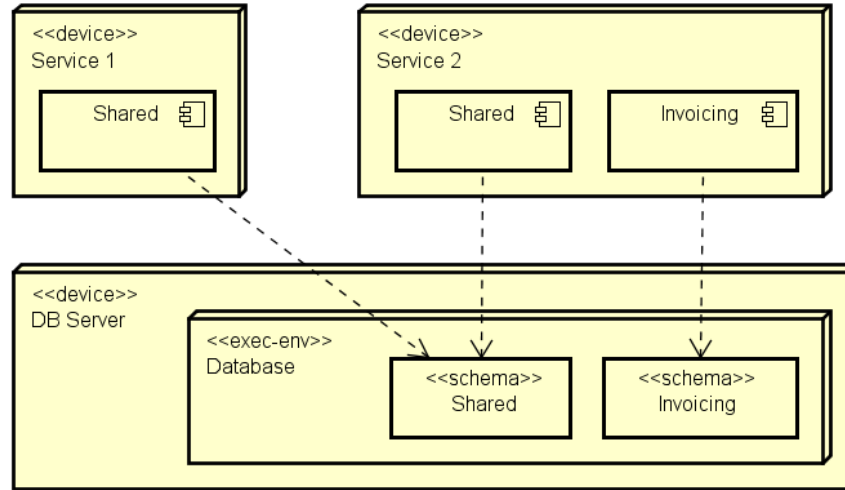 <<device>>
Service 1
Shared
<<device>>
Service 2
Shared
Invoicing
<<device>>
DB Server
<<exec-env>>
Database
<<schema>>
Shared
<<schema>>
Invoicing